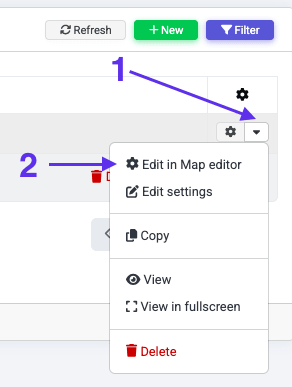 Refresh
+ New
Filter
1
2
Edit in Map editor
Edit settings
Copy
View
View in fullscreen
Delete